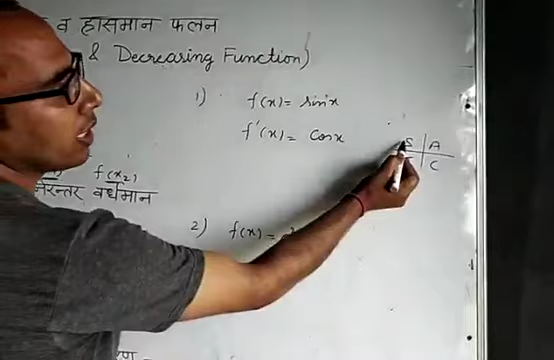 व ह्रासमान फलन
& Decreasing Function)
1) f(x) = sin x
f'(x) = cos x
S A
C
f(x₂)
निरन्तर वर्धमान
2) f(x) =